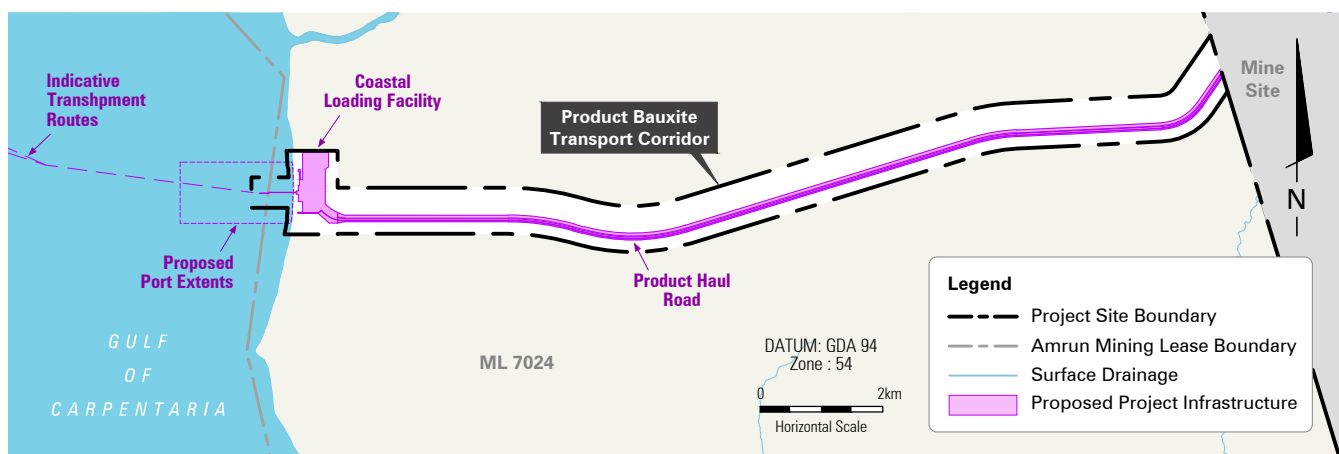 Indicative
Transhpment
Routes
Coastal
Loading Facility
Product Bauxite
Transport Corridor
Mine
Site
N
Proposed
Port Extents
Product Haul
Road
GULF
OF
CARPENTARIA
ML 7024
DATUM: GDA 94
Zone : 54
0 2km
Horizontal Scale
Legend
Project Site Boundary
Amrun Mining Lease Boundary
Surface Drainage
Proposed Project Infrastructure